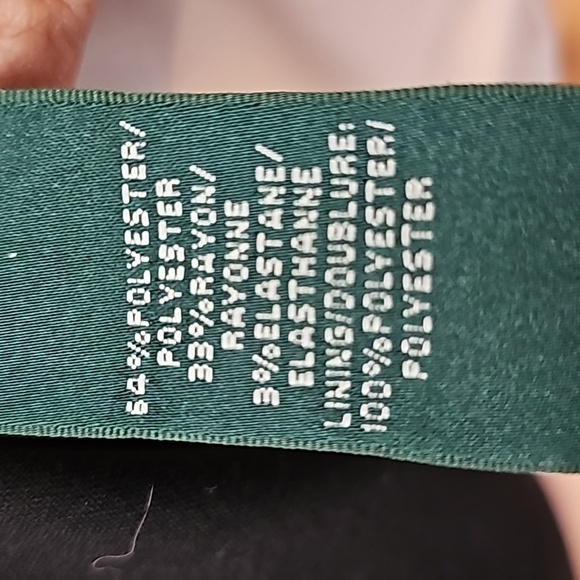 64%POLYESTER/
POLYESTER
33%RAYON/
RAYONNE
3%ELASTANE/
ELASTHANNE
LINING/DOUBLURE:
100%POLYESTER/
POLYESTER